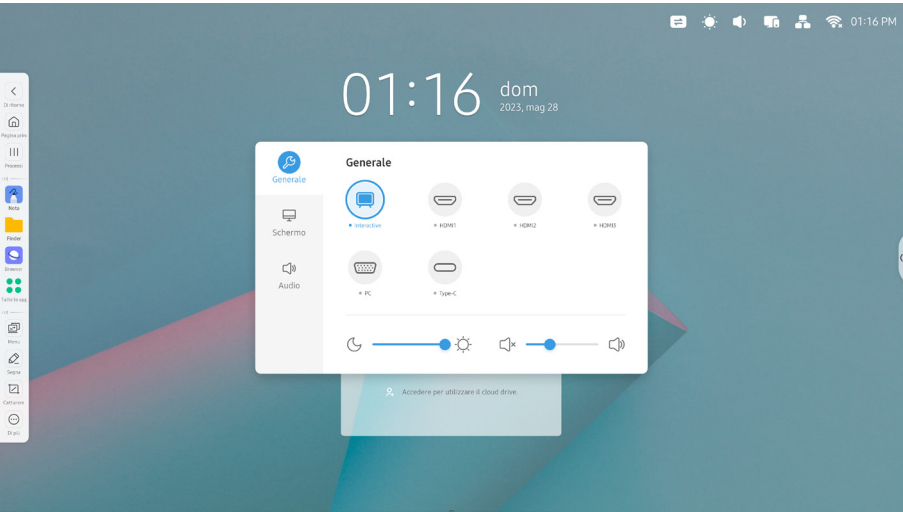 01:16 PM
01:16
dom
2023, mag 28
Di Home
Pagina prin
Processi
Nota
Finder
Browser
Tutte le app
Menu
Segna
Catturare
Di più
Generale
Schermo
Audio
Generale
Interactive
HDMI1
HDMI2
HDMI3
PC
Type-C
Accedere per utilizzare il cloud drive.